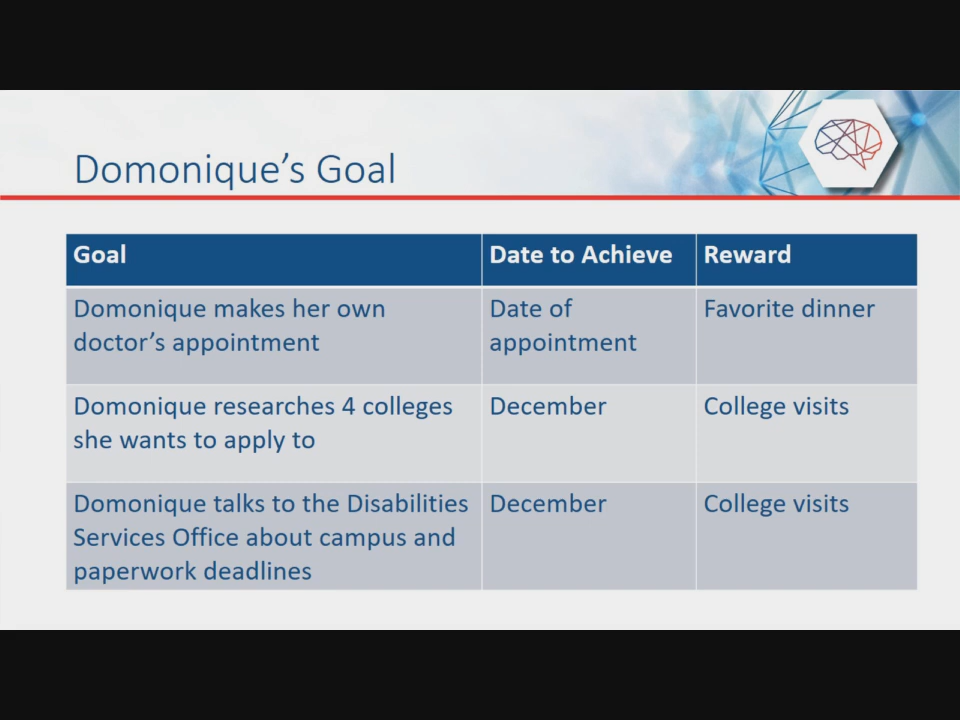 Domonique’s Goal
Goal
Date to Achieve
Reward
Domonique makes her own
doctor’s appointment
Date of
appointment
Favorite dinner
Domonique researches 4 colleges
she wants to apply to
December
College visits
Domonique talks to the Disabilities
Services Office about campus and
paperwork deadlines
December
College visits